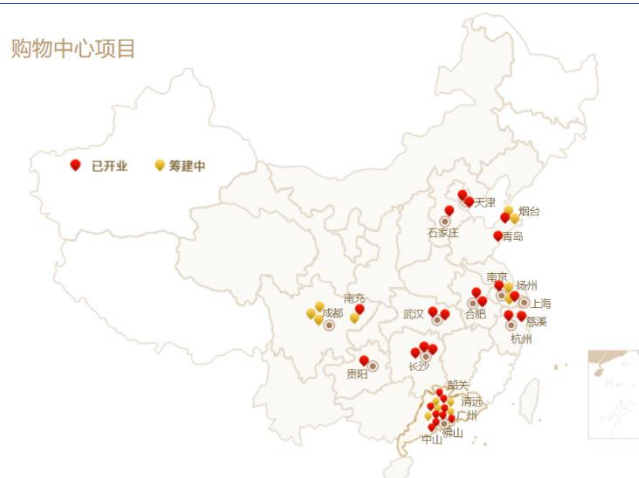 购物中心项目
已开业 筹建中
天津
烟台
石家庄
青岛
南京
扬州
南充
成都
武汉
合肥
上海
慈溪
杭州
长沙
贵阳
韶关
清远
广州
佛山
中山